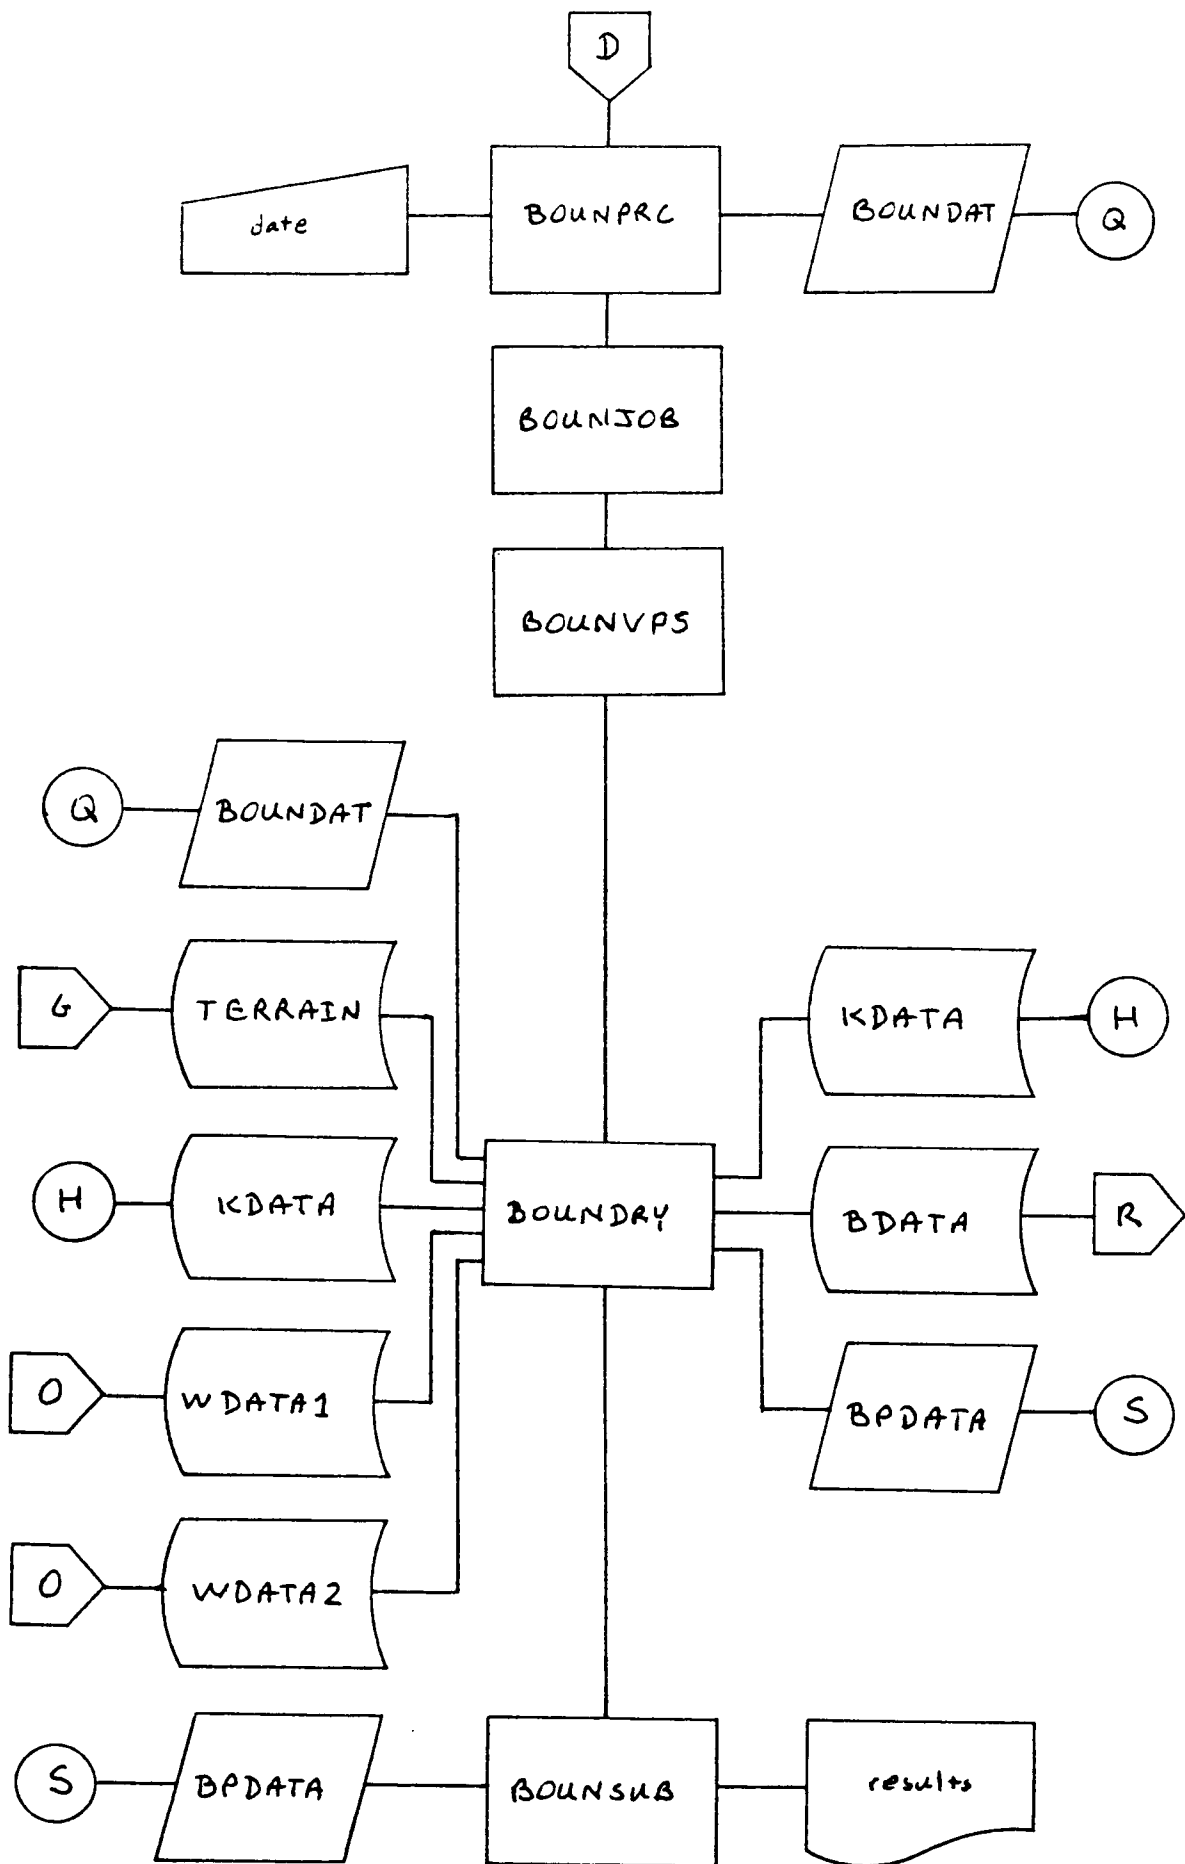 D
date
BOUNPRC
BOUNDAT
Q
BOUNJOB
BOUNVPS
Q
BOUNDAT
G
TERRAIN
KDATA
H
H
KDATA
BOUNDRY
BDATA
R
O
WDATA1
BPDATA
S
O
WDATA2
S
BPDATA
BOUNSUB
results